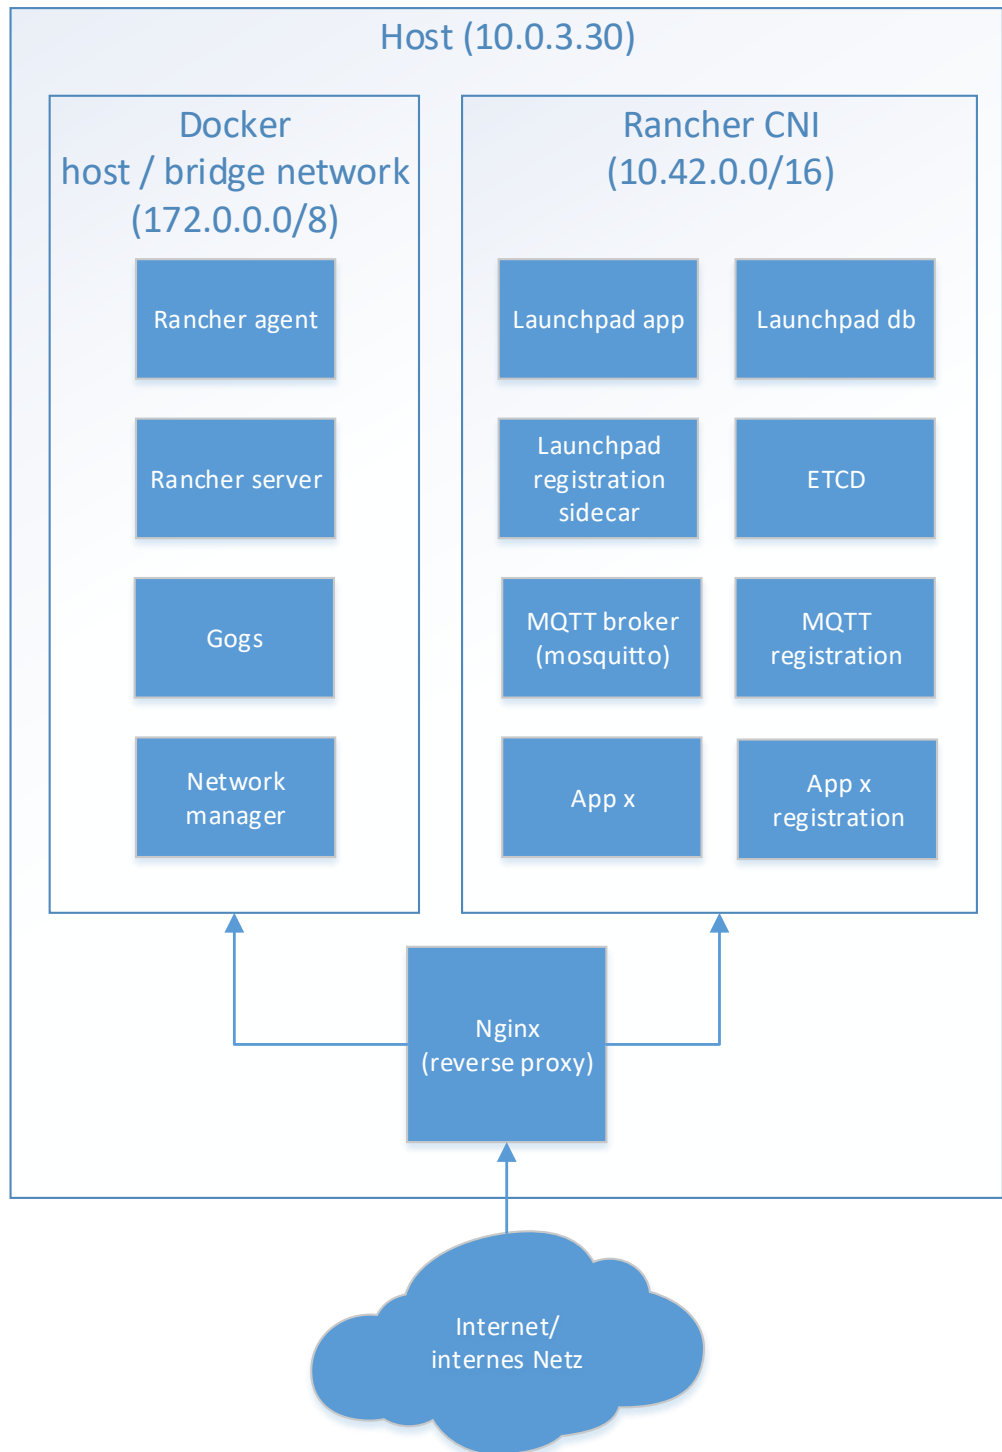 Host (10.0.3.30)
Docker
host / bridge network
(172.0.0.0/8)
Rancher agent
Rancher server
Gogs
Network
manager
Rancher CNI
(10.42.0.0/16)
Launchpad app
Launchpad db
Launchpad
registration
sidecar
ETCD
MQTT broker
(mosquitto)
MQTT
registration
App x
App x
registration
Nginx
(reverse proxy)
Internet/
internes Netz